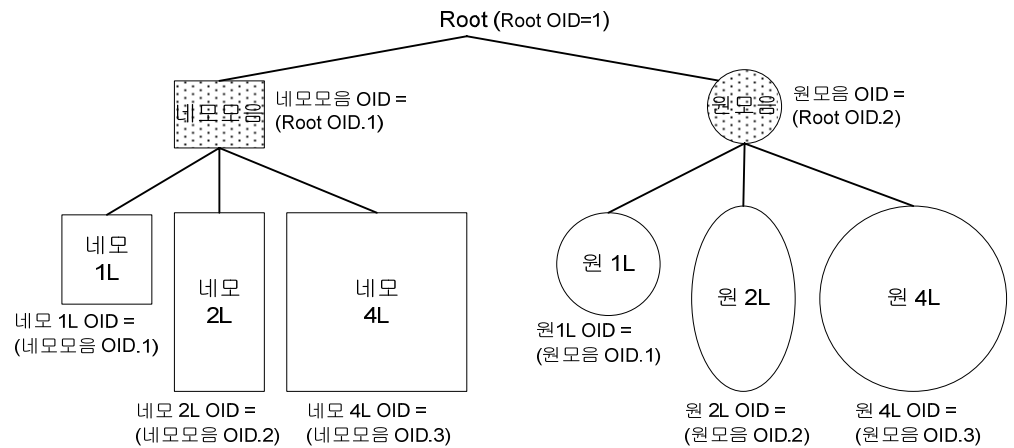 Root (Root OID=1)
네모모음
네모모음 OID =
(Root OID.1)
원모음
원모음 OID =
(Root OID.2)
네모
1L
네모 1L OID =
(네모모음 OID.1)
네모
2L
네모 2L OID =
(네모모음 OID.2)
네모
4L
네모 4L OID =
(네모모음 OID.3)
원 1L
원1L OID =
(원모음 OID.1)
원 2L
원 2L OID =
(원모음 OID.2)
원 4L
원 4L OID =
(원모음 OID.3)